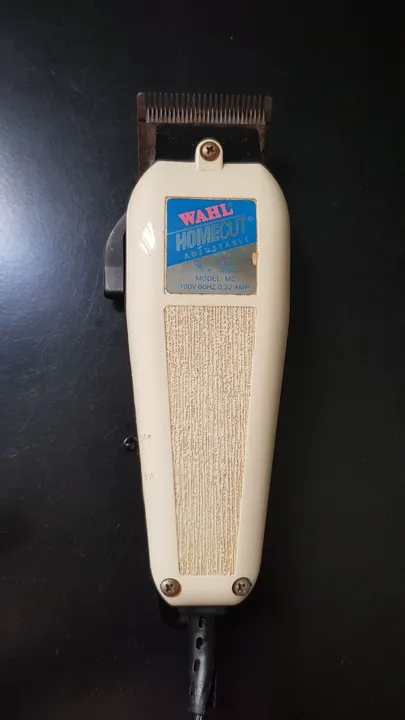 WAHL®
HOMECUT®
ADJUSTABLE
MODEL MC
120V 60HZ 0.32 AMP